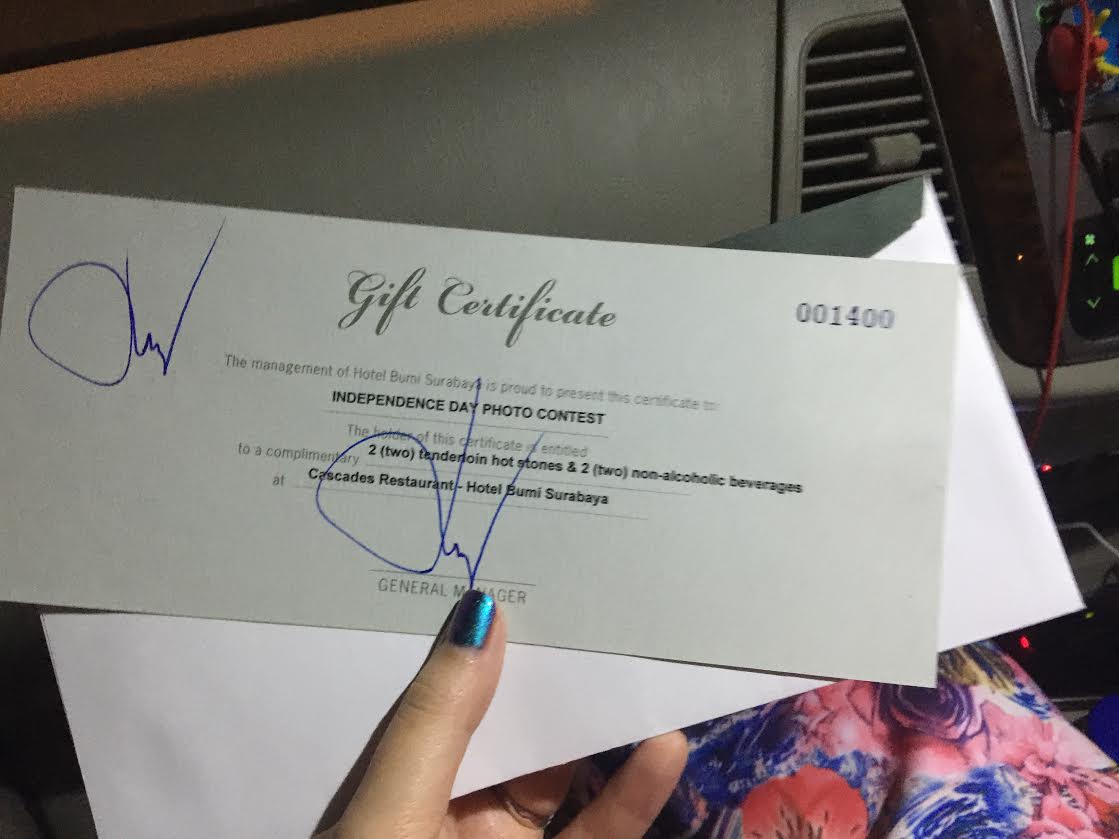 Gift Certificate
001400
The management of Hotel Bumi Surabaya is proud to present this certificate to:
INDEPENDENCE DAY PHOTO CONTEST
The holder of this certificate is entitled
to a complimentary 2 (two) tenderloin hot stones & 2 (two) non-alcoholic beverages
at Cascades Restaurant - Hotel Bumi Surabaya
GENERAL MANAGER